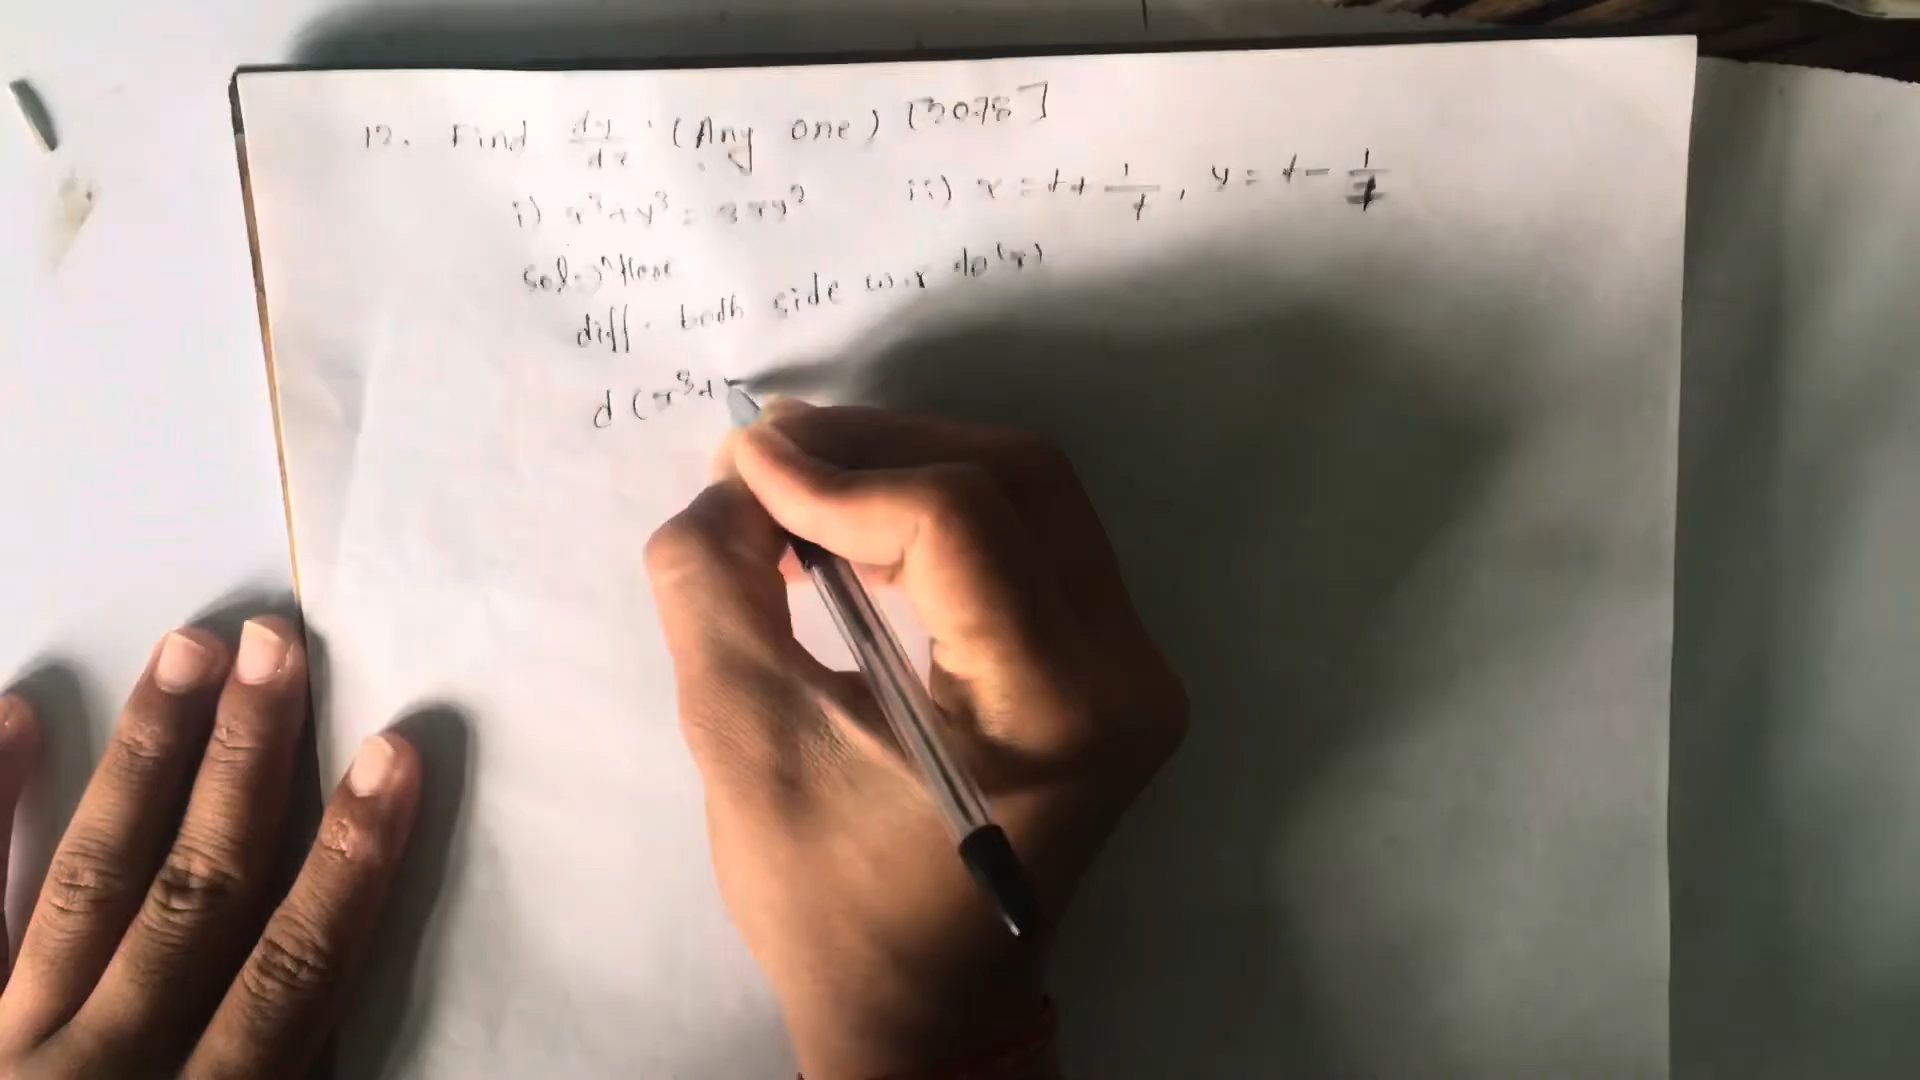 12. Find dy/dx (Any one) [2078]
i) x³+y³ = 3xy² ii) x = t + 1/t, y = t - 1/t
soln Here
diff. both side w.r to (x)
d (x³+